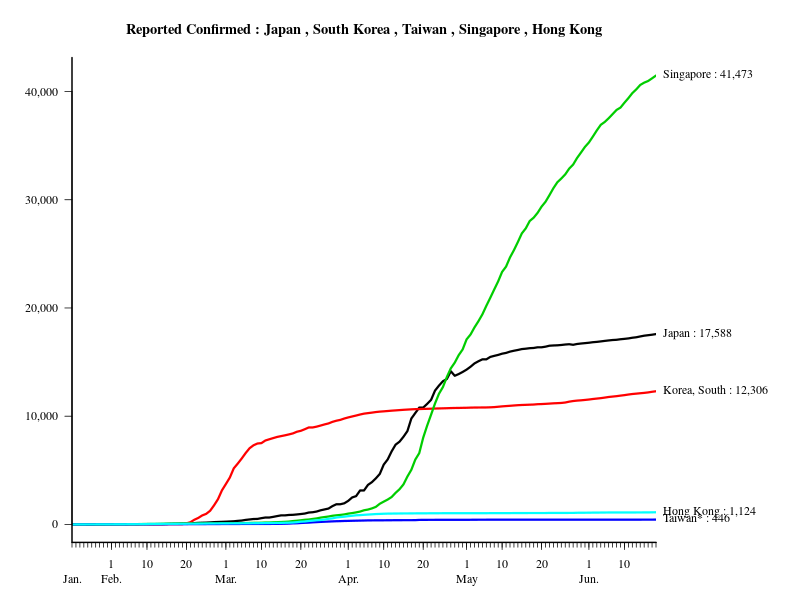 Reported Confirmed : Japan , South Korea , Taiwan , Singapore , Hong Kong
Singapore : 41,473
40,000
30,000
20,000
Japan : 17,588
Korea, South : 12,306
10,000
Hong Kong : 1,124
Taiwan* : 446
0
1 10 20 1 10 20 1 10 20 1 10 20 1 10
Jan. Feb. Mar. Apr. May Jun.